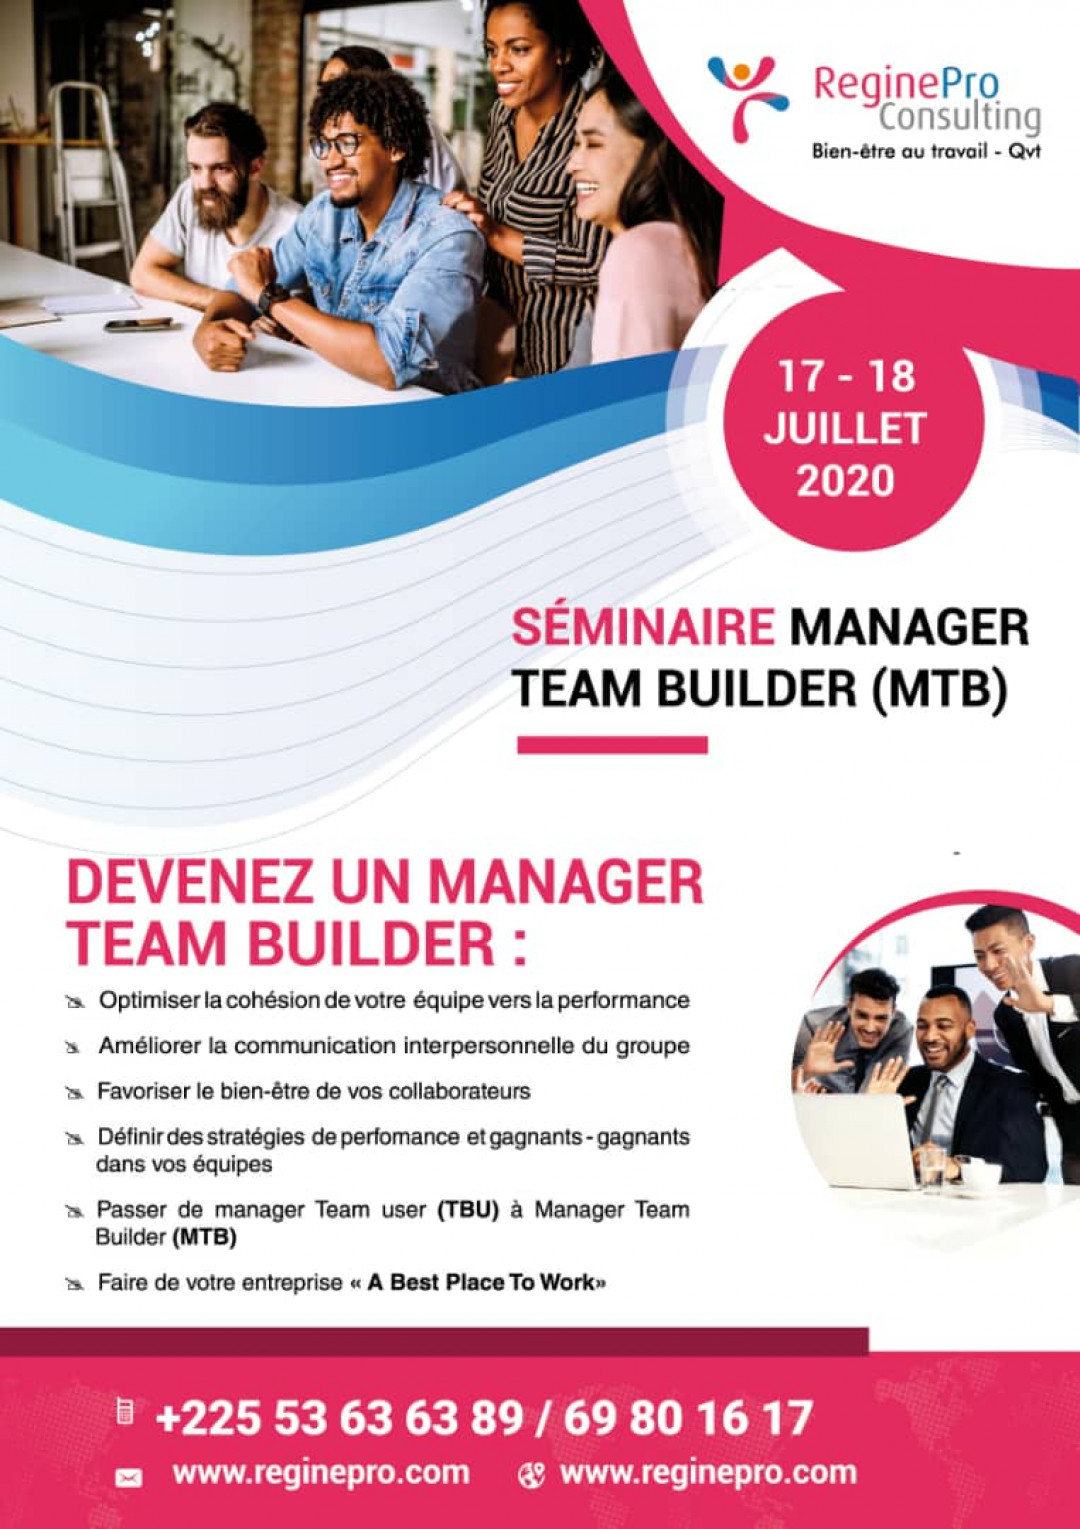 ReginePro
Consulting
Bien-être au travail - Qvt
17 - 18
JUILLET
2020
SÉMINAIRE MANAGER
TEAM BUILDER (MTB)
DEVENEZ UN MANAGER
TEAM BUILDER :
Optimiser la cohésion de votre équipe vers la performance
Améliorer la communication interpersonnelle du groupe
Favoriser le bien-être de vos collaborateurs
Définir des stratégies de perfomance et gagnants - gagnants
dans vos équipes
Passer de manager Team user (TBU) à Manager Team
Builder (MTB)
Faire de votre entreprise « A Best Place To Work»
+225 53 63 63 89 / 69 80 16 17
www.reginepro.com www.reginepro.com